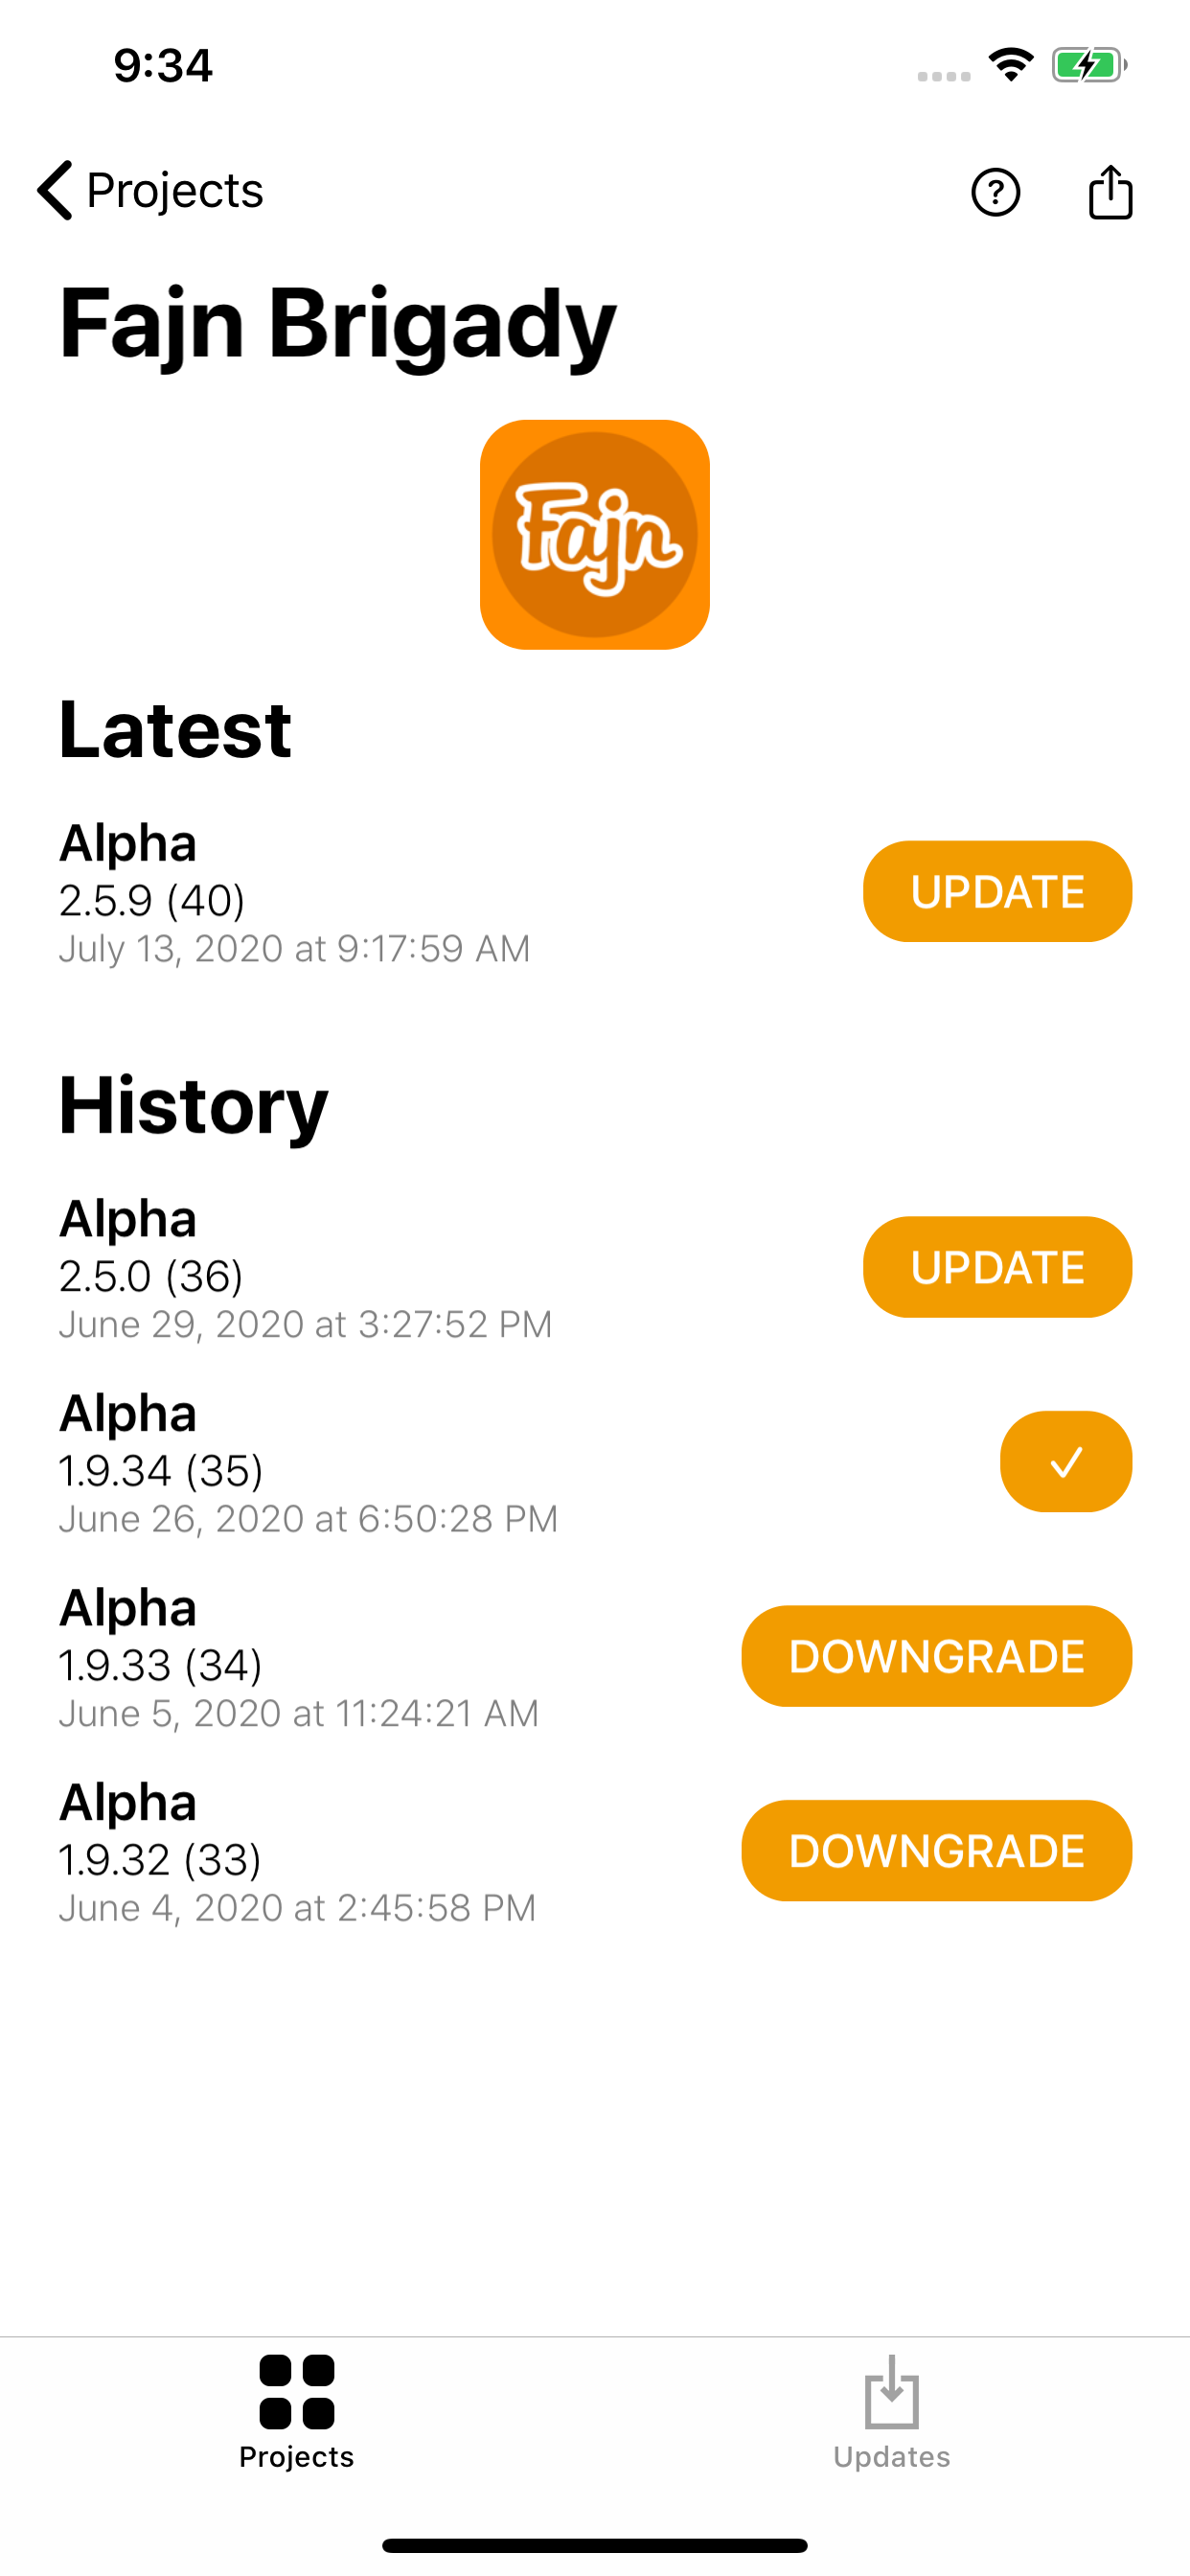 9:34
Projects
?
Fajn Brigady
Fajn
Latest
Alpha
2.5.9 (40)
July 13, 2020 at 9:17:59 AM
UPDATE
History
Alpha
2.5.0 (36)
June 29, 2020 at 3:27:52 PM
UPDATE
Alpha
1.9.34 (35)
June 26, 2020 at 6:50:28 PM
Alpha
1.9.33 (34)
June 5, 2020 at 11:24:21 AM
DOWNGRADE
Alpha
1.9.32 (33)
June 4, 2020 at 2:45:58 PM
DOWNGRADE
Projects
Updates